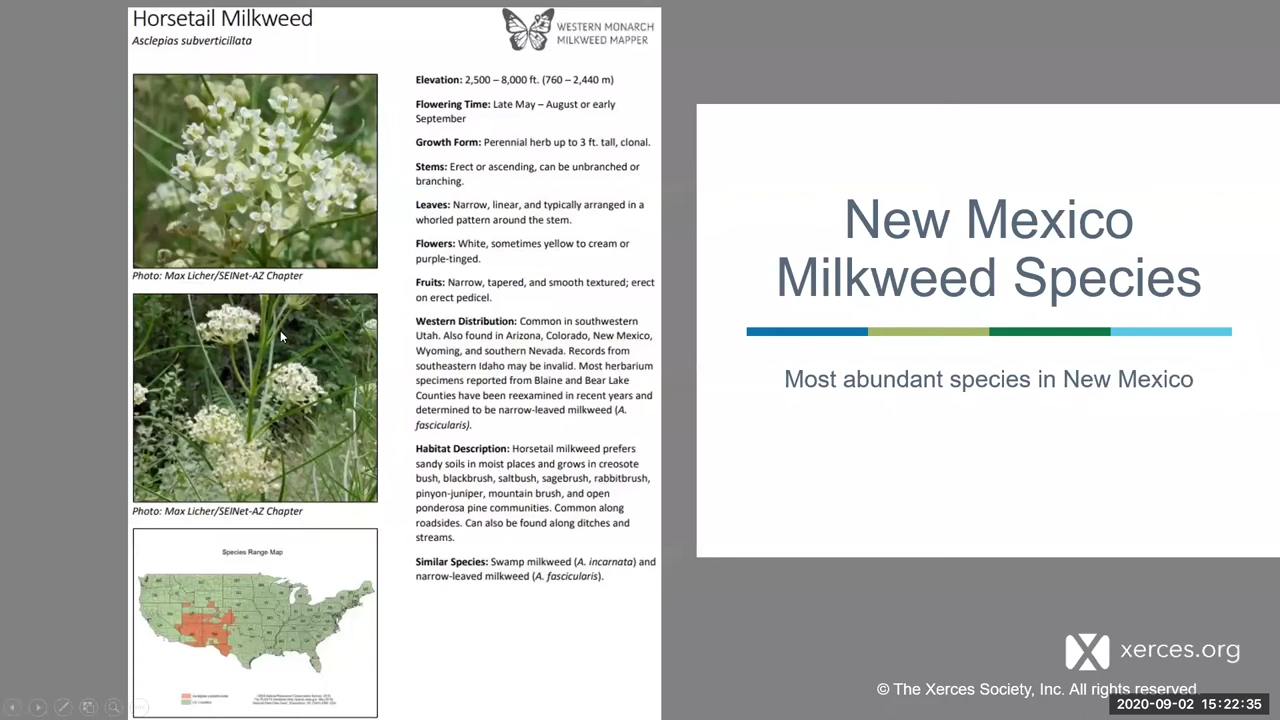 Horsetail Milkweed
Asclepias subverticillata
WESTERN MONARCH
MILKWEED MAPPER
Photo: Max Licher/SEINet-AZ Chapter
Photo: Max Licher/SEINet-AZ Chapter
Species Range Map
Elevation: 2,500 – 8,000 ft. (760 – 2,440 m)
Flowering Time: Late May – August or early
September
Growth Form: Perennial herb up to 3 ft. tall, clonal.
Stems: Erect or ascending, can be unbranched or
branching.
Leaves: Narrow, linear, and typically arranged in a
whorled pattern around the stem.
Flowers: White, sometimes yellow to cream or
purple-tinged.
Fruits: Narrow, tapered, and smooth textured; erect
on erect pedicel.
Western Distribution: Common in southwestern
Utah. Also found in Arizona, Colorado, New Mexico,
Wyoming, and southern Nevada. Records from
southeastern Idaho may be invalid. Most herbarium
specimens reported from Blaine and Bear Lake
Counties have been reexamined in recent years and
determined to be narrow-leaved milkweed (A.
fascicularis).
Habitat Description: Horsetail milkweed prefers
sandy soils in moist places and grows in creosote
bush, blackbrush, saltbush, sagebrush, rabbitbrush,
pinyon-juniper, mountain brush, and open
ponderosa pine communities. Common along
roadsides. Can also be found along ditches and
streams.
Similar Species: Swamp milkweed (A. incarnata) and
narrow-leaved milkweed (A. fascicularis).
New Mexico
Milkweed Species
Most abundant species in New Mexico
xerces.org
© The Xerces Society, Inc. All rights reserved
2020-09-02 15:22:35